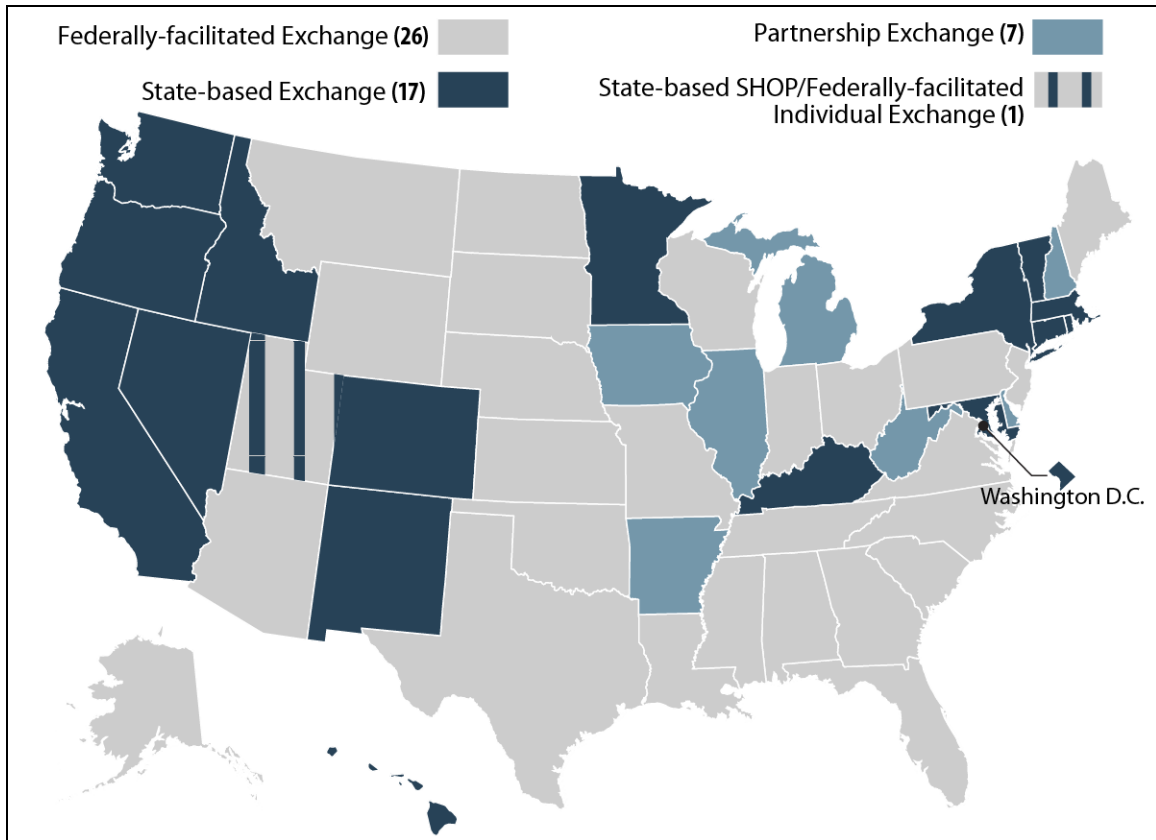 Federally-facilitated Exchange (26)
Partnership Exchange (7)
State-based Exchange (17)
State-based SHOP/Federally-facilitated
Individual Exchange (1)
Washington D.C.